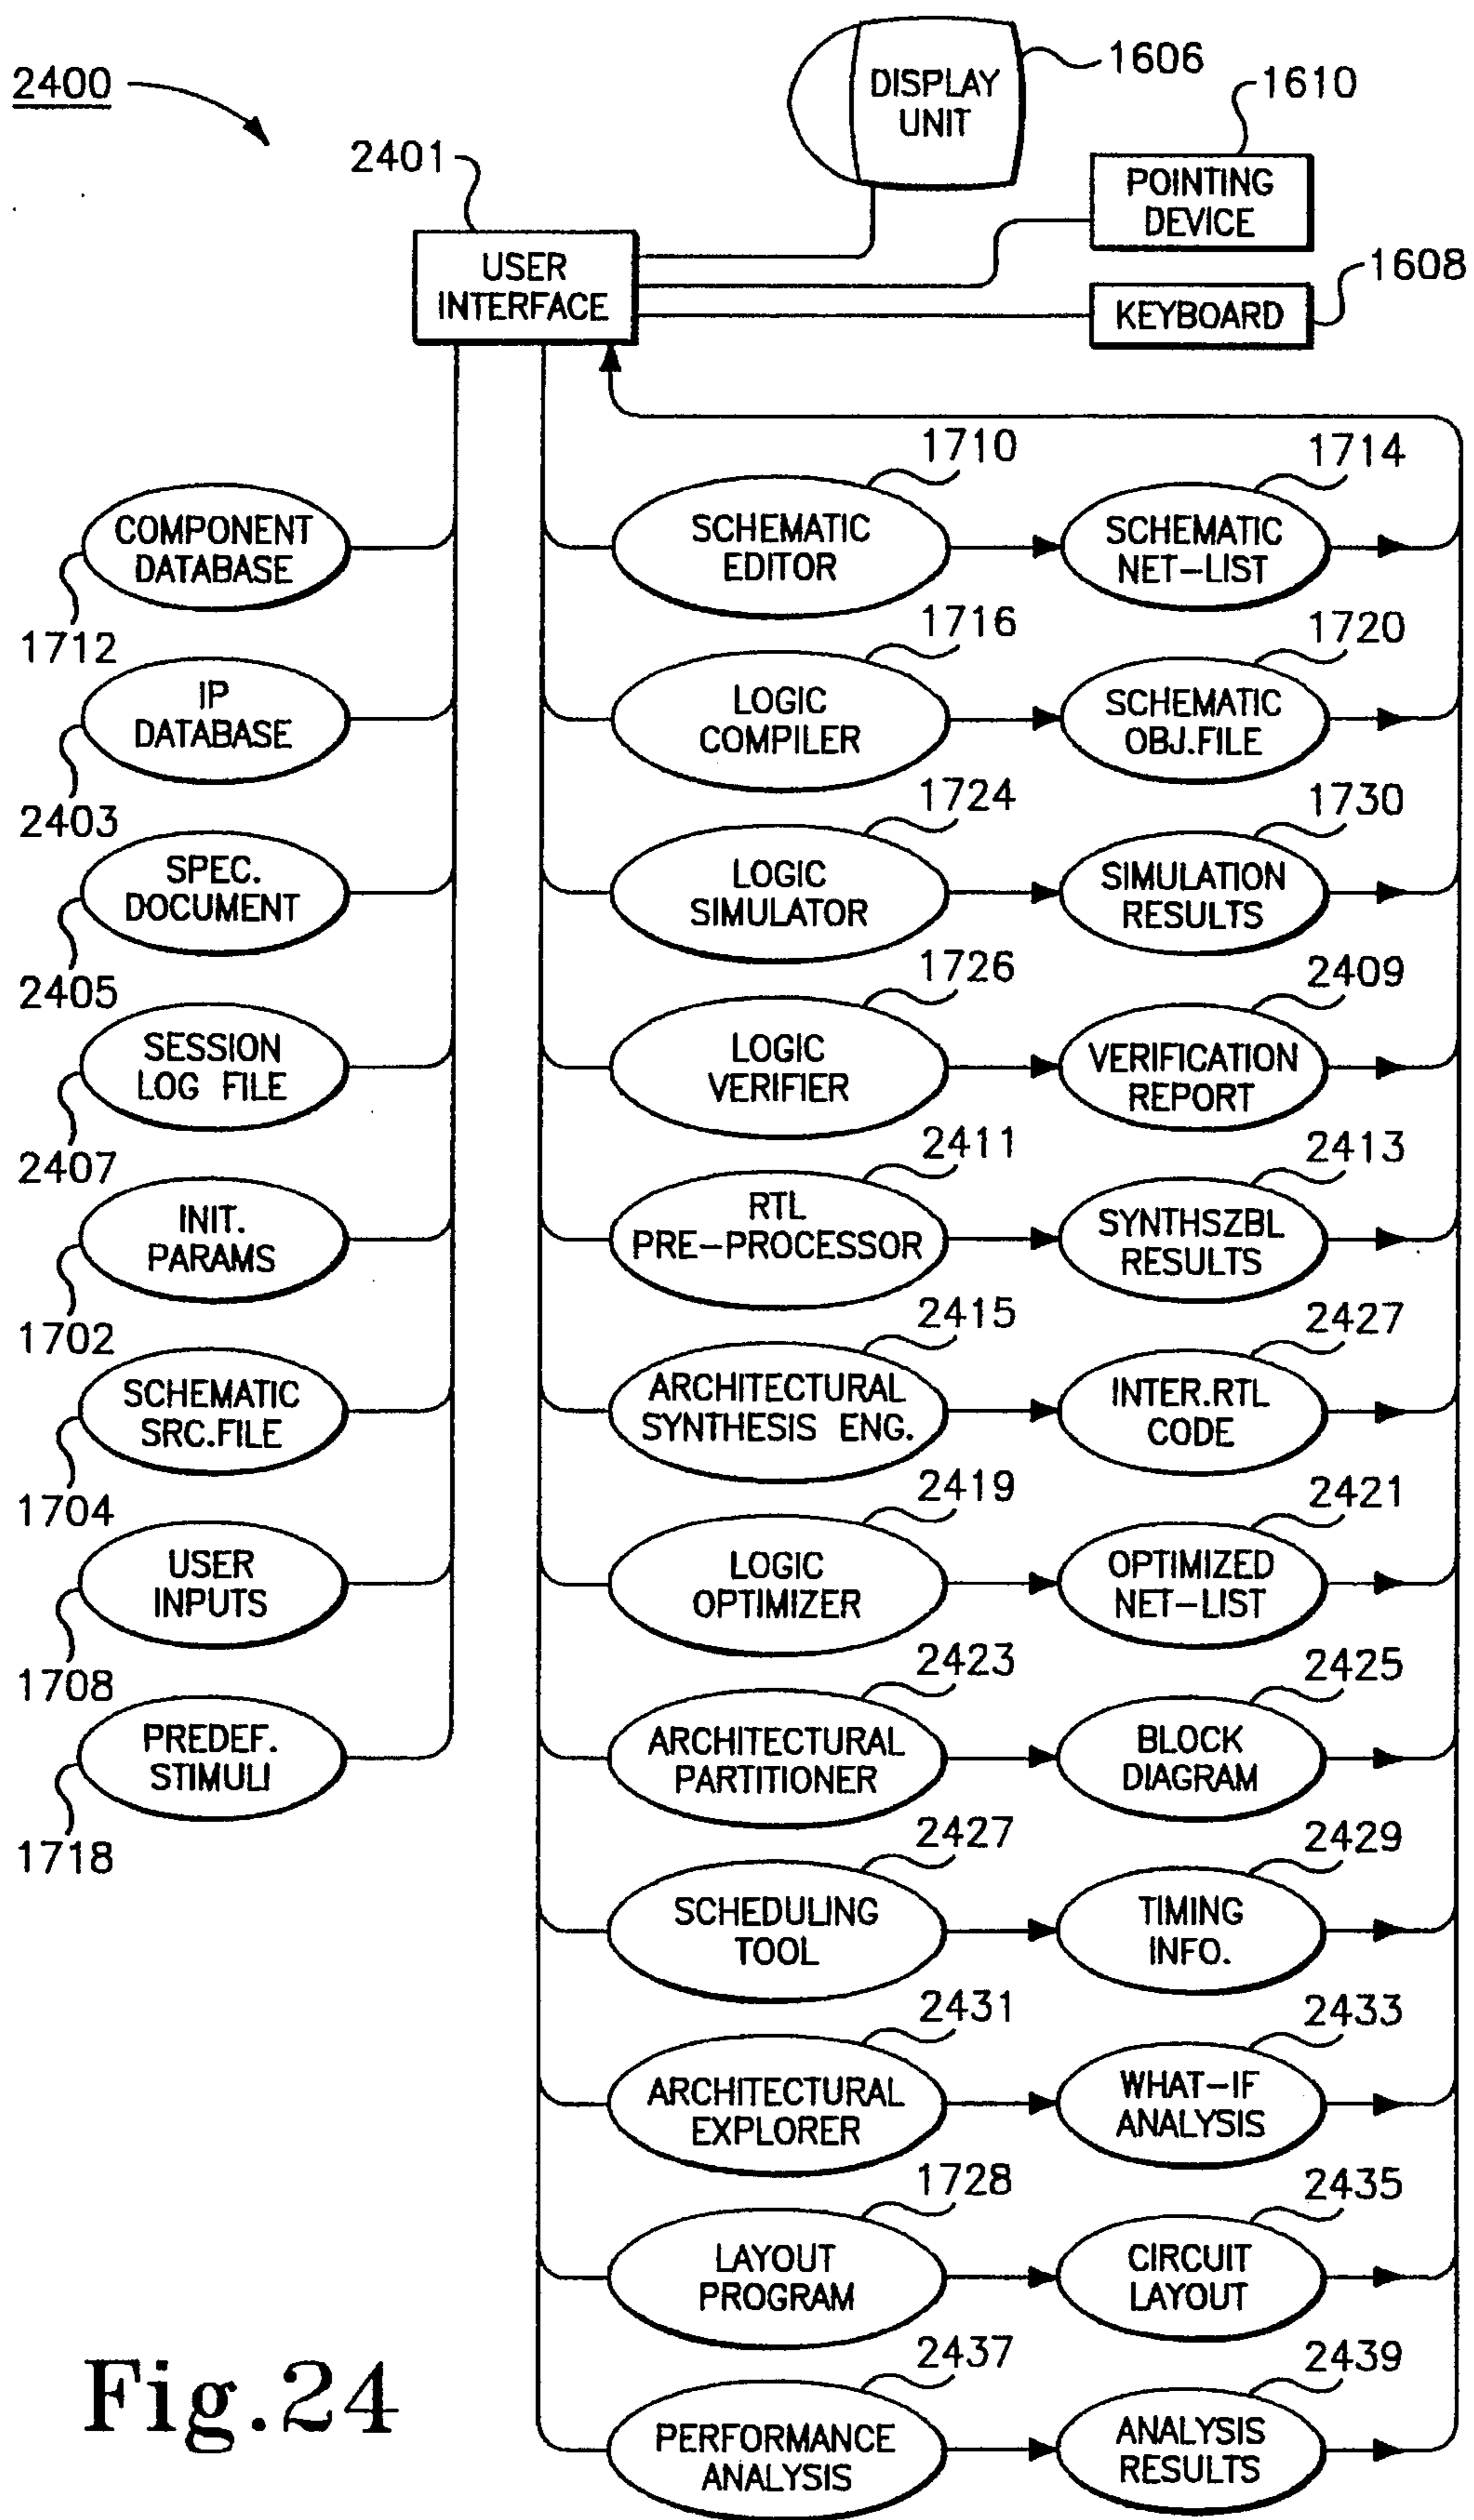 2400
1606
DISPLAY
UNIT
1610
2401
POINTING
DEVICE
USER
INTERFACE
1608
KEYBOARD
1710
1714
COMPONENT
DATABASE
SCHEMATIC
EDITOR
SCHEMATIC
NET-LIST
1712
1716
1720
IP
DATABASE
LOGIC
COMPILER
SCHEMATIC
OBJ.FILE
2403
1724
1730
SPEC.
DOCUMENT
LOGIC
SIMULATOR
SIMULATION
RESULTS
2405
1726
2409
SESSION
LOG FILE
LOGIC
VERIFIER
VERIFICATION
REPORT
2407
2411
2413
INIT.
PARAMS
RTL
PRE-PROCESSOR
SYNTHSZBL
RESULTS
1702
2415
2427
SCHEMATIC
SRC.FILE
ARCHITECTURAL
SYNTHESIS ENG.
INTER.RTL
CODE
1704
2419
2421
USER
INPUTS
LOGIC
OPTIMIZER
OPTIMIZED
NET-LIST
1708
2423
2425
PREDEF.
STIMULI
ARCHITECTURAL
PARTITIONER
BLOCK
DIAGRAM
1718
2427
2429
SCHEDULING
TOOL
TIMING
INFO.
2431
2433
ARCHITECTURAL
EXPLORER
WHAT-IF
ANALYSIS
1728
2435
LAYOUT
PROGRAM
CIRCUIT
LAYOUT
2437
2439
PERFORMANCE
ANALYSIS
ANALYSIS
RESULTS
Fig.24